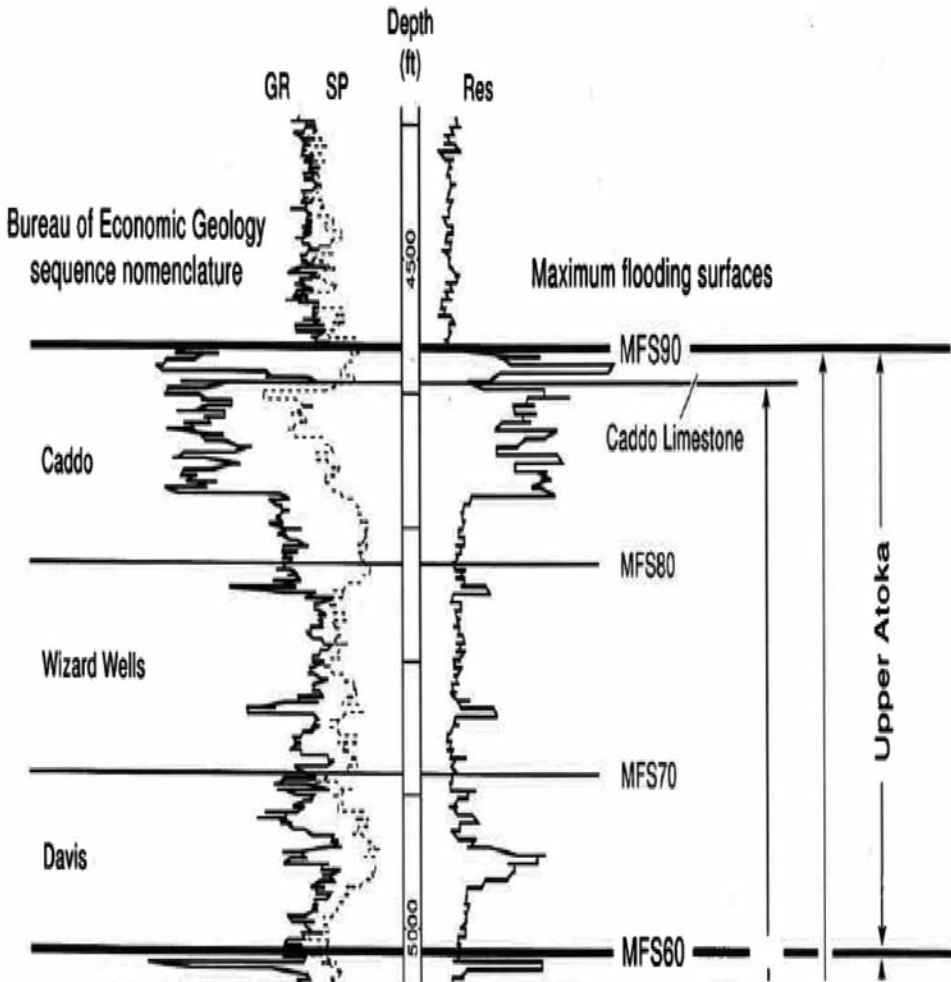 Depth
(ft)
GR SP Res
Bureau of Economic Geology
sequence nomenclature
4500
Maximum flooding surfaces
MFS90
Caddo Limestone
Caddo
MFS80
Wizard Wells
Upper Atoka
MFS70
Davis
5000
MFS60